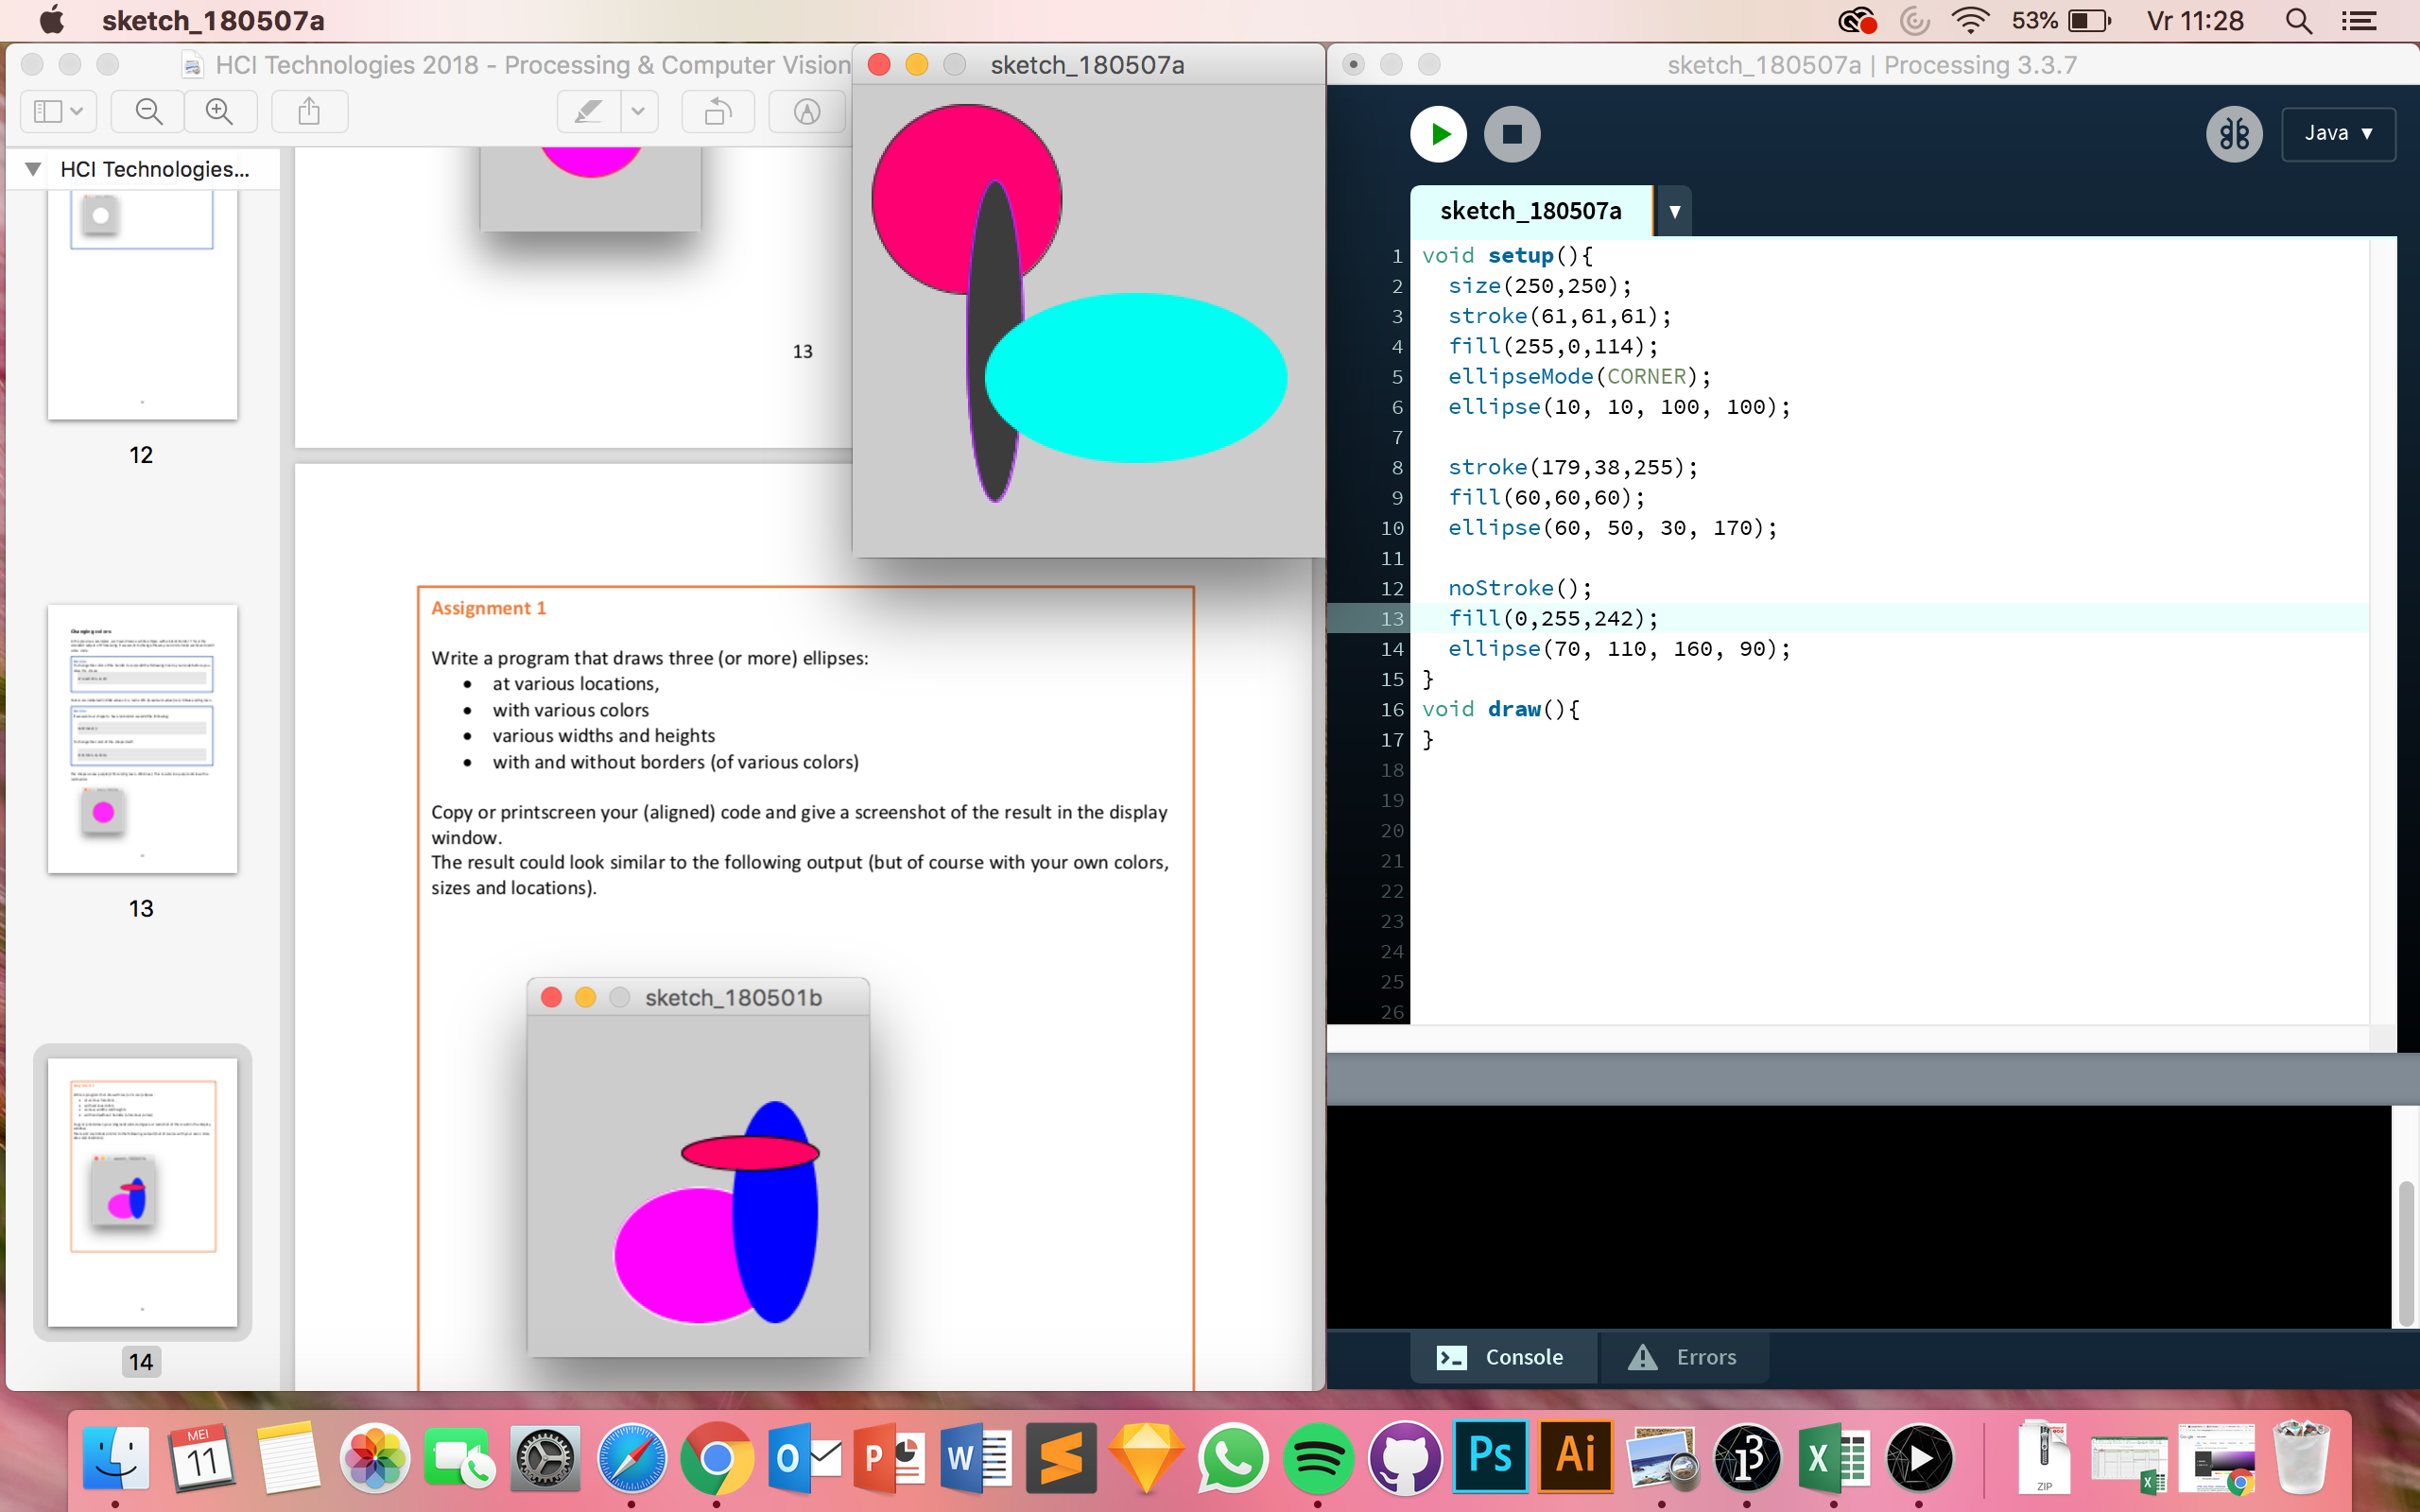 sketch_180507a
53%
Vr 11:28
HCI Technologies 2018 - Processing & Computer Vision
HCI Technologies...
12
13
14
13
Assignment 1
Write a program that draws three (or more) ellipses:
• at various locations,
• with various colors
• various widths and heights
• with and without borders (of various colors)
Copy or printscreen your (aligned) code and give a screenshot of the result in the display
window.
The result could look similar to the following output (but of course with your own colors,
sizes and locations).
sketch_180501b
sketch_180507a
sketch_180507a | Processing 3.3.7
Java ▼
sketch_180507a
▼
1 void setup(){
2 size(250,250);
3 stroke(61,61,61);
4 fill(255,0,114);
5 ellipseMode(CORNER);
6 ellipse(10, 10, 100, 100);
7
8 stroke(179,38,255);
9 fill(60,60,60);
10 ellipse(60, 50, 30, 170);
11
12 noStroke();
13 fill(0,255,242);
14 ellipse(70, 110, 160, 90);
15 }
16 void draw(){
17 }
18
19
20
21
22
23
24
25
26
Console
Errors
MEI
11
O
P
W
Ps
Ai
X
ZIP